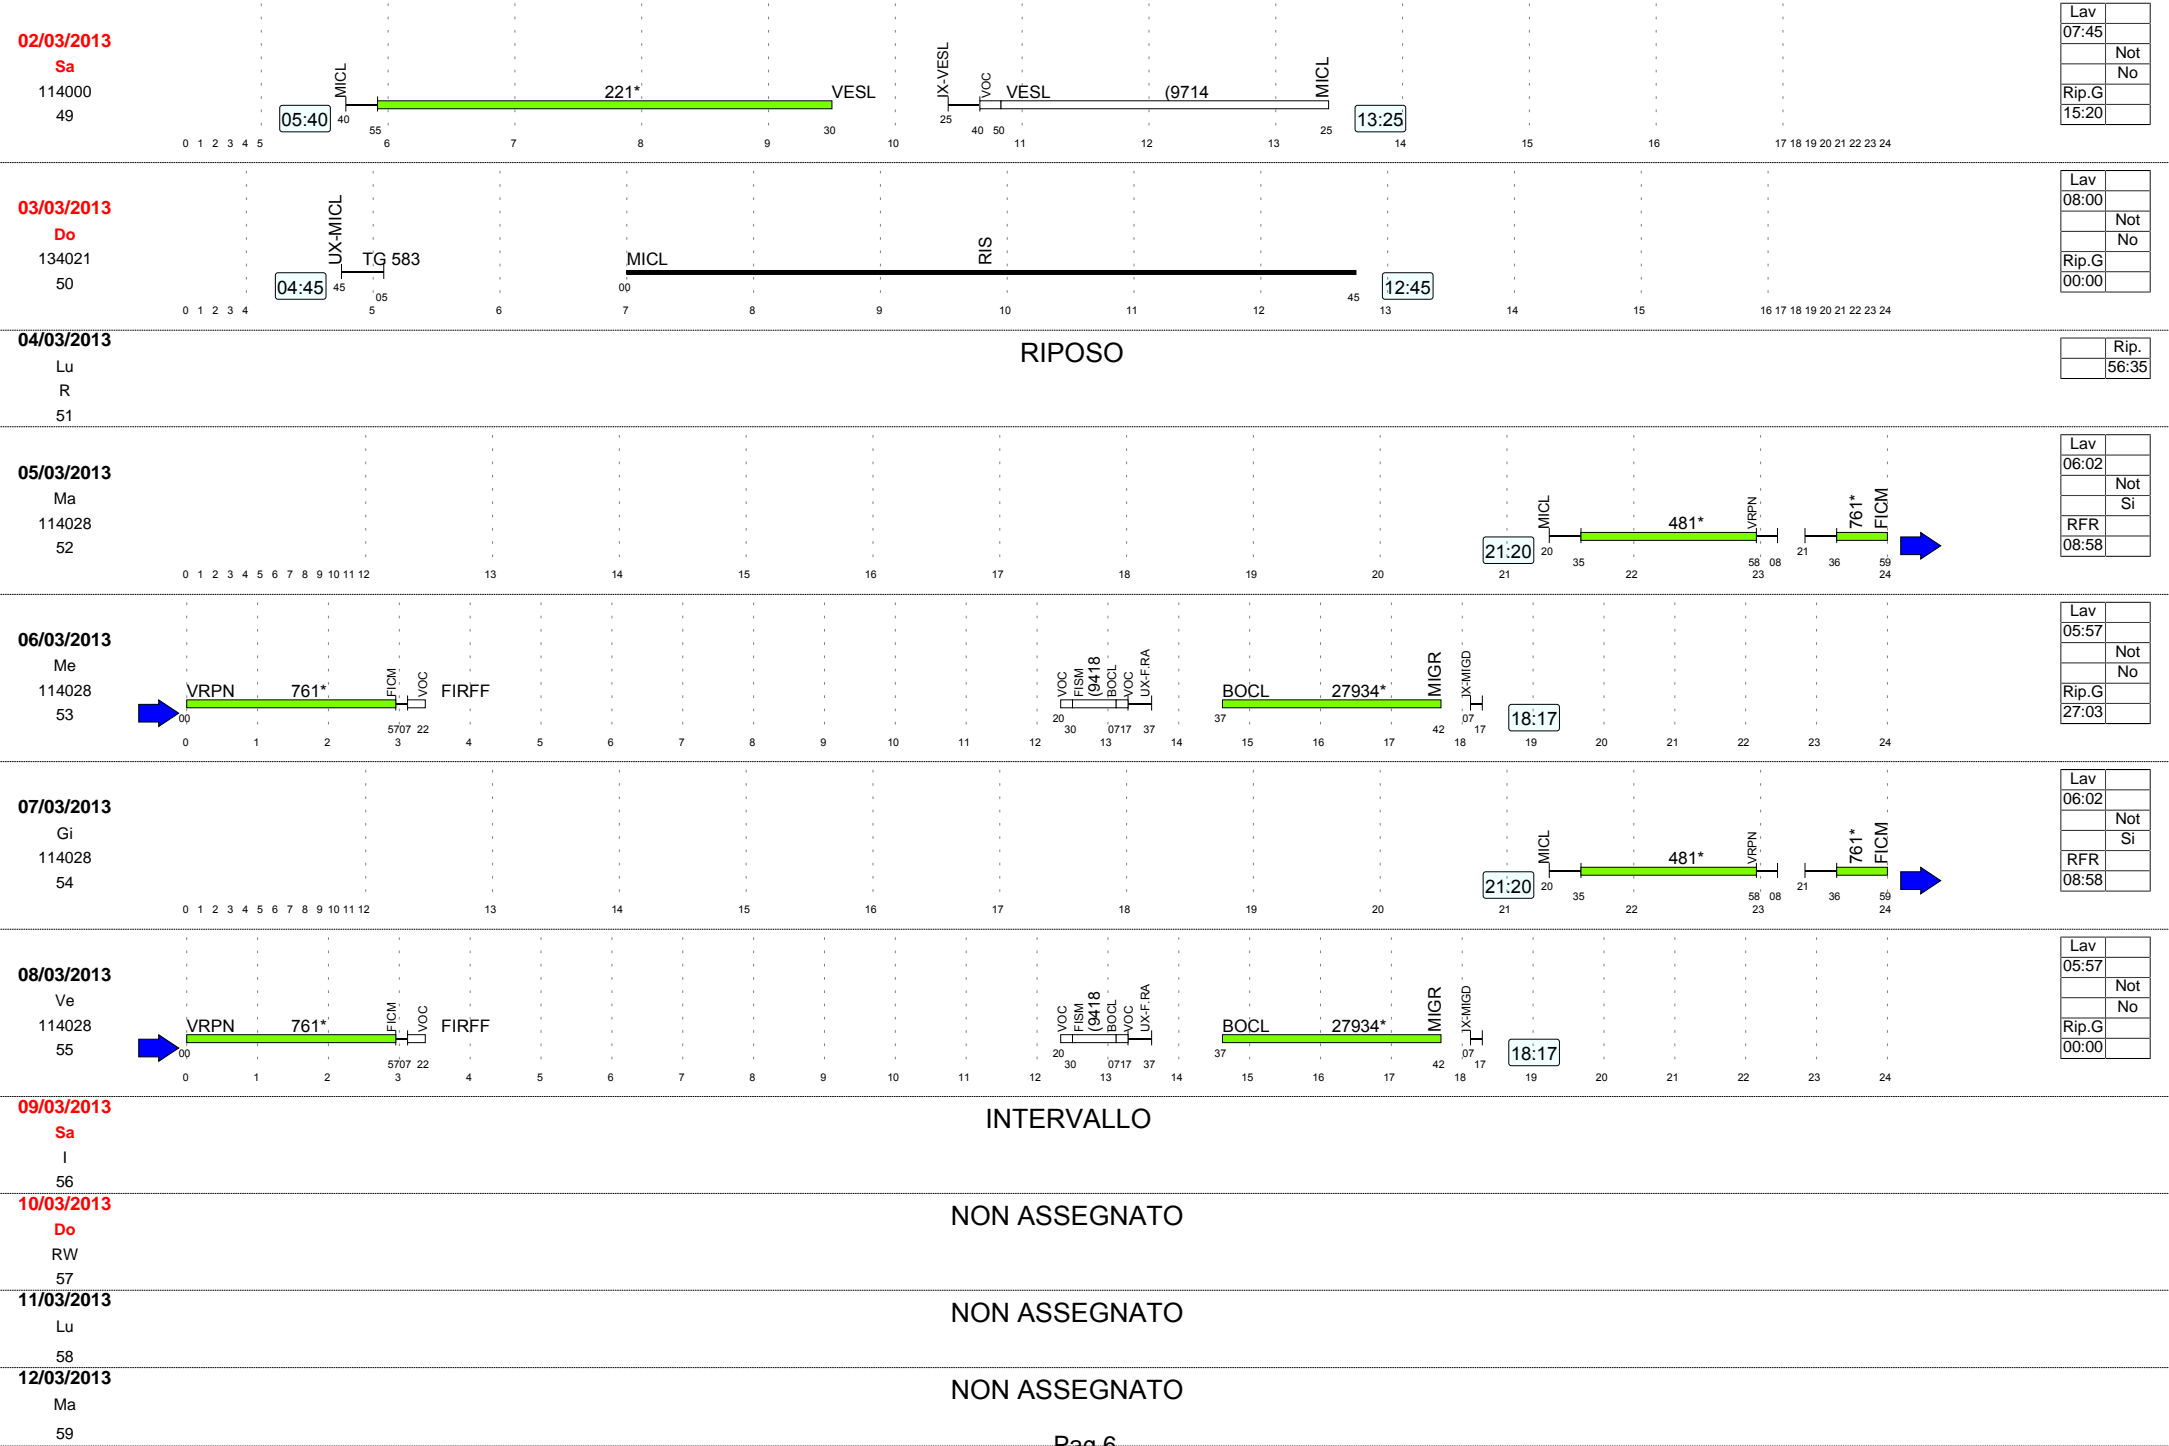 02/03/2013
Sa
114000
49
05:40
MICL
40
55
221*
VESL
30
IX-VESL
25
VOC
40 50
VESL
(9714
MICL
25
13:25
0 1 2 3 4 5 6 7 8 9 10 11 12 13 14 15 16 17 18 19 20 21 22 23 24
Lav
07:45
Not
No
Rip.G
15:20
03/03/2013
Do
134021
50
04:45
UX-MICL
45
TG 583
05
MICL
00
RIS
45
12:45
0 1 2 3 4 5 6 7 8 9 10 11 12 13 14 15 16 17 18 19 20 21 22 23 24
Lav
08:00
Not
No
Rip.G
00:00
04/03/2013
Lu
R
51
RIPOSO
Rip.
56:35
05/03/2013
Ma
114028
52
21:20
MICL
20
35
481*
VRPN
58 08
21
36
761*
FICM
59
0 1 2 3 4 5 6 7 8 9 10 11 12 13 14 15 16 17 18 19 20 21 22 23 24
Lav
06:02
Not
Si
RFR
08:58
06/03/2013
Me
114028
53
00
VRPN
761*
FICM
5707
VOC
22
FIRFF
VOC
20
FISM
30
(9418
BOCL
0717
VOC
UX-F.RA
37
BOCL
37
27934*
MIGR
42
IX-MIGD
07
17
18:17
0 1 2 3 4 5 6 7 8 9 10 11 12 13 14 15 16 17 18 19 20 21 22 23 24
Lav
05:57
Not
No
Rip.G
27:03
07/03/2013
Gi
114028
54
21:20
MICL
20
35
481*
VRPN
58 08
21
36
761*
FICM
59
0 1 2 3 4 5 6 7 8 9 10 11 12 13 14 15 16 17 18 19 20 21 22 23 24
Lav
06:02
Not
Si
RFR
08:58
08/03/2013
Ve
114028
55
00
VRPN
761*
FICM
5707
VOC
22
FIRFF
VOC
20
FISM
30
(9418
BOCL
0717
VOC
UX-F.RA
37
BOCL
37
27934*
MIGR
42
IX-MIGD
07
17
18:17
0 1 2 3 4 5 6 7 8 9 10 11 12 13 14 15 16 17 18 19 20 21 22 23 24
Lav
05:57
Not
No
Rip.G
00:00
09/03/2013
Sa
I
56
INTERVALLO
10/03/2013
Do
RW
57
NON ASSEGNATO
11/03/2013
Lu
58
NON ASSEGNATO
12/03/2013
Ma
59
NON ASSEGNATO
Pag 6